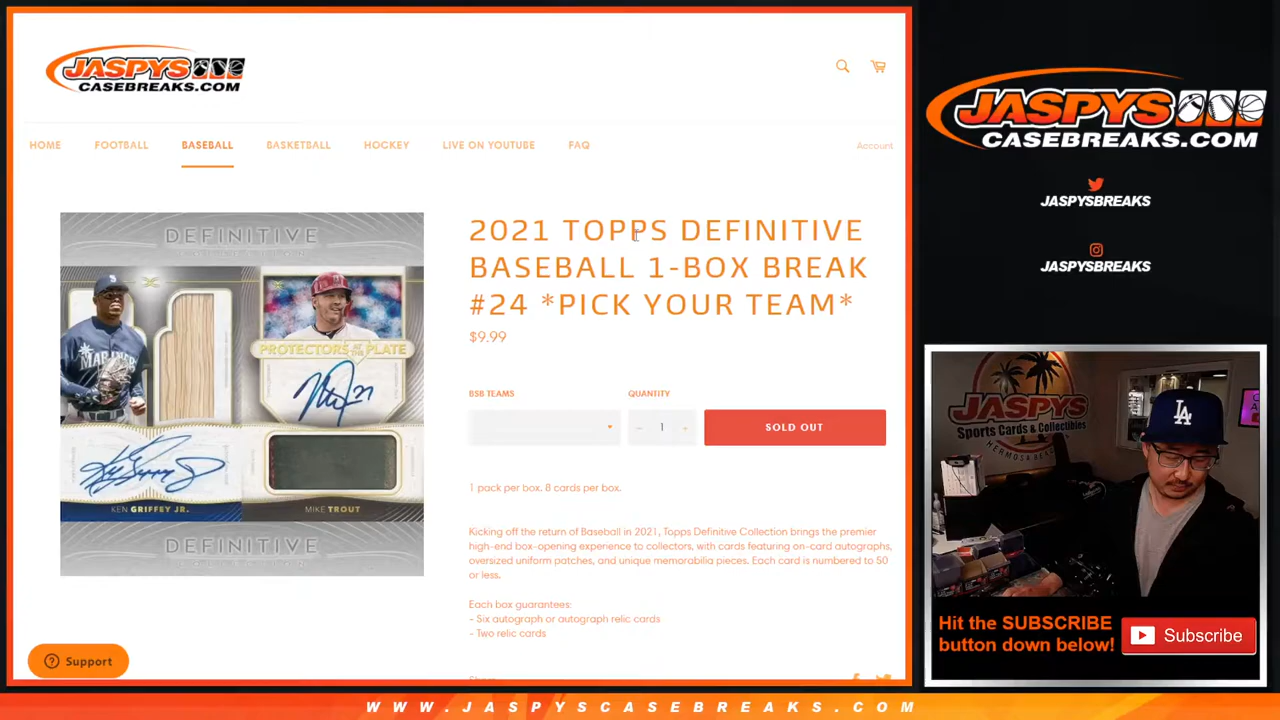 JASPYS
CASEBREAKS.COM
HOME FOOTBALL BASEBALL BASKETBALL HOCKEY LIVE ON YOUTUBE FAQ Account
DEFINITIVE
PROTECTORS AT THE PLATE
KEN GRIFFEY JR. MIKE TROUT
DEFINITIVE
2021 TOPPS DEFINITIVE
BASEBALL 1-BOX BREAK
#24 *PICK YOUR TEAM*
$9.99
BSB TEAMS QUANTITY
− 1 + SOLD OUT
1 pack per box. 8 cards per box.
Kicking off the return of Baseball in 2021, Topps Definitive Collection brings the premier
high-end box-opening experience to collectors, with cards featuring on-card autographs,
oversized uniform patches, and unique memorabilia pieces. Each card is numbered to 50
or less.
Each box guarantees:
- Six autograph or autograph relic cards
- Two relic cards
Support
JASPYS
CASEBREAKS.COM
JASPYSBREAKS
JASPYSBREAKS
JASPYS
Sports Cards & Collectibles
HERMOSA BEACH
LA
Hit the SUBSCRIBE
button down below!
Subscribe
WWW.JASPYSCASEBREAKS.COM